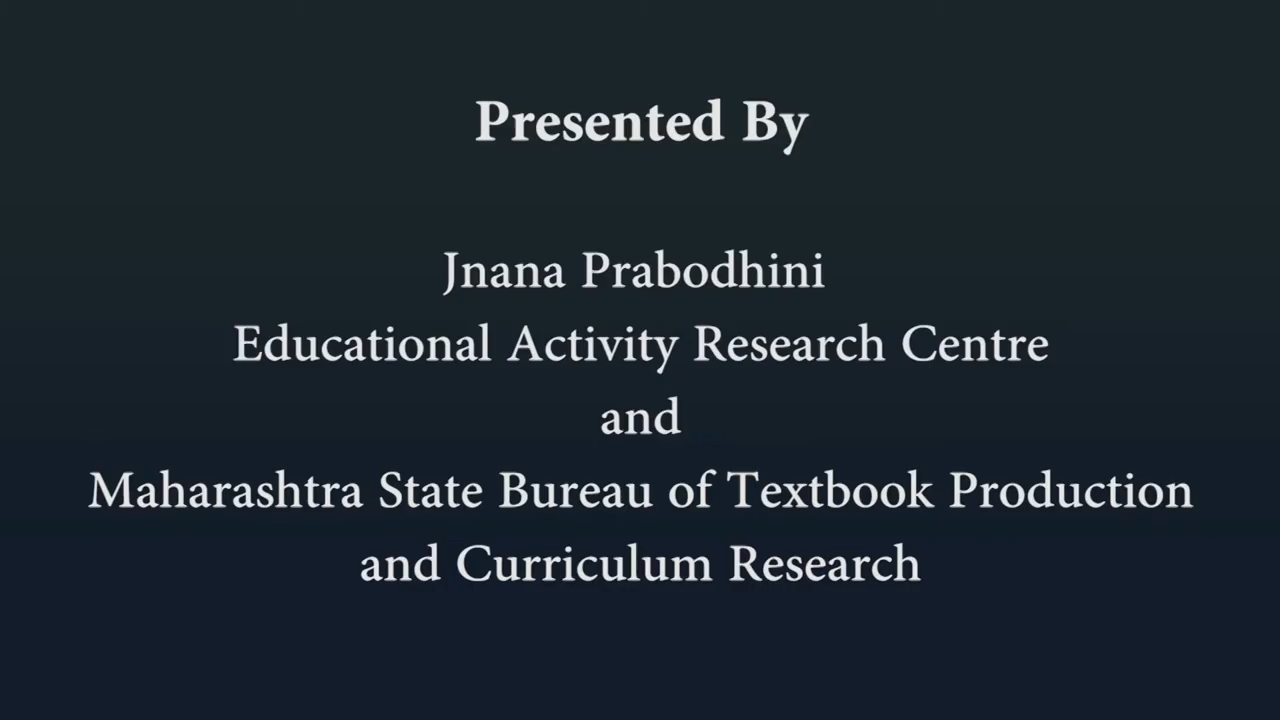 Presented By
Jnana Prabodhini
Educational Activity Research Centre
and
Maharashtra State Bureau of Textbook Production
and Curriculum Research